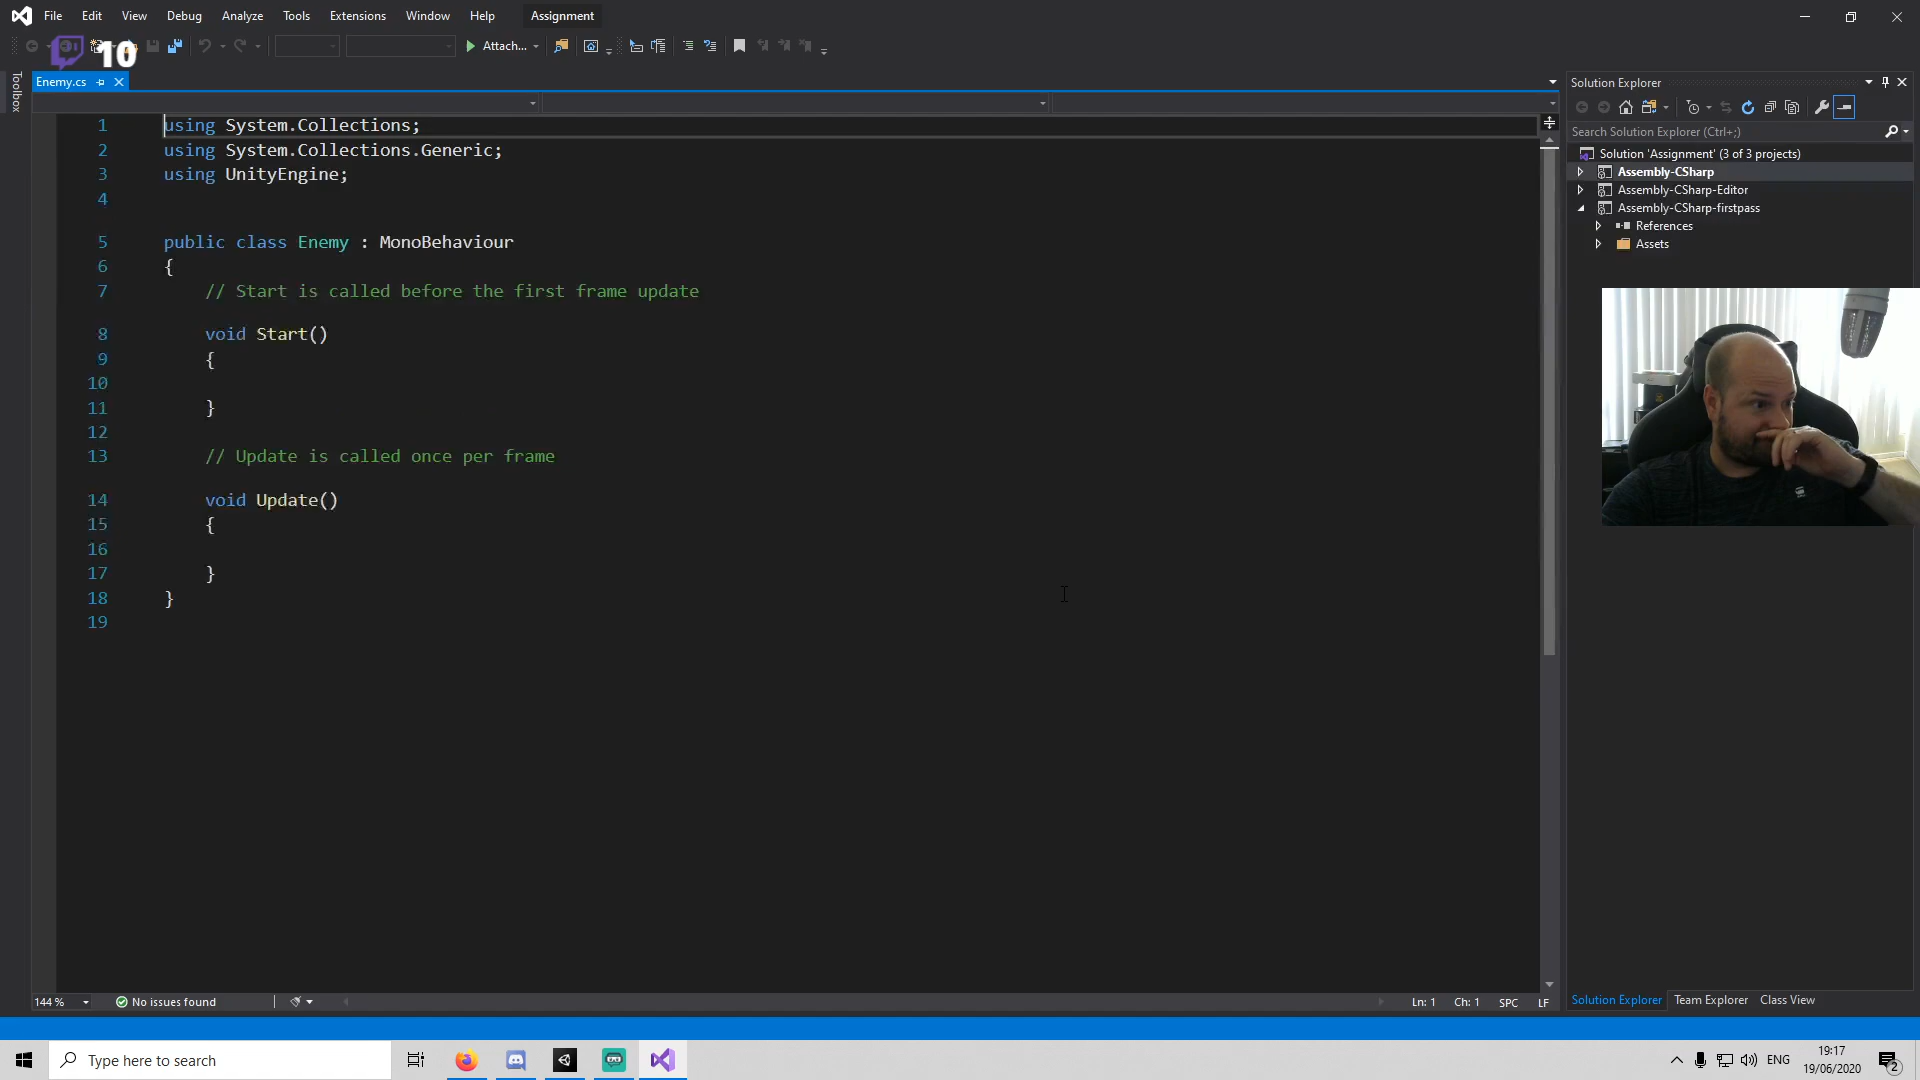 File Edit View Debug Analyze Tools Extensions Window Help Assignment
10
Attach...
Toolbox
Enemy.cs
1 using System.Collections;
2 using System.Collections.Generic;
3 using UnityEngine;
4
5 public class Enemy : MonoBehaviour
6 {
7 // Start is called before the first frame update
8 void Start()
9 {
10
11 }
12
13 // Update is called once per frame
14 void Update()
15 {
16
17 }
18 }
19
144 % No issues found Ln: 1 Ch: 1 SPC LF
Solution Explorer
Search Solution Explorer (Ctrl+;)
Solution 'Assignment' (3 of 3 projects)
Assembly-CSharp
Assembly-CSharp-Editor
Assembly-CSharp-firstpass
References
Assets
Solution Explorer Team Explorer Class View
Type here to search
ENG
19:17
19/06/2020
2